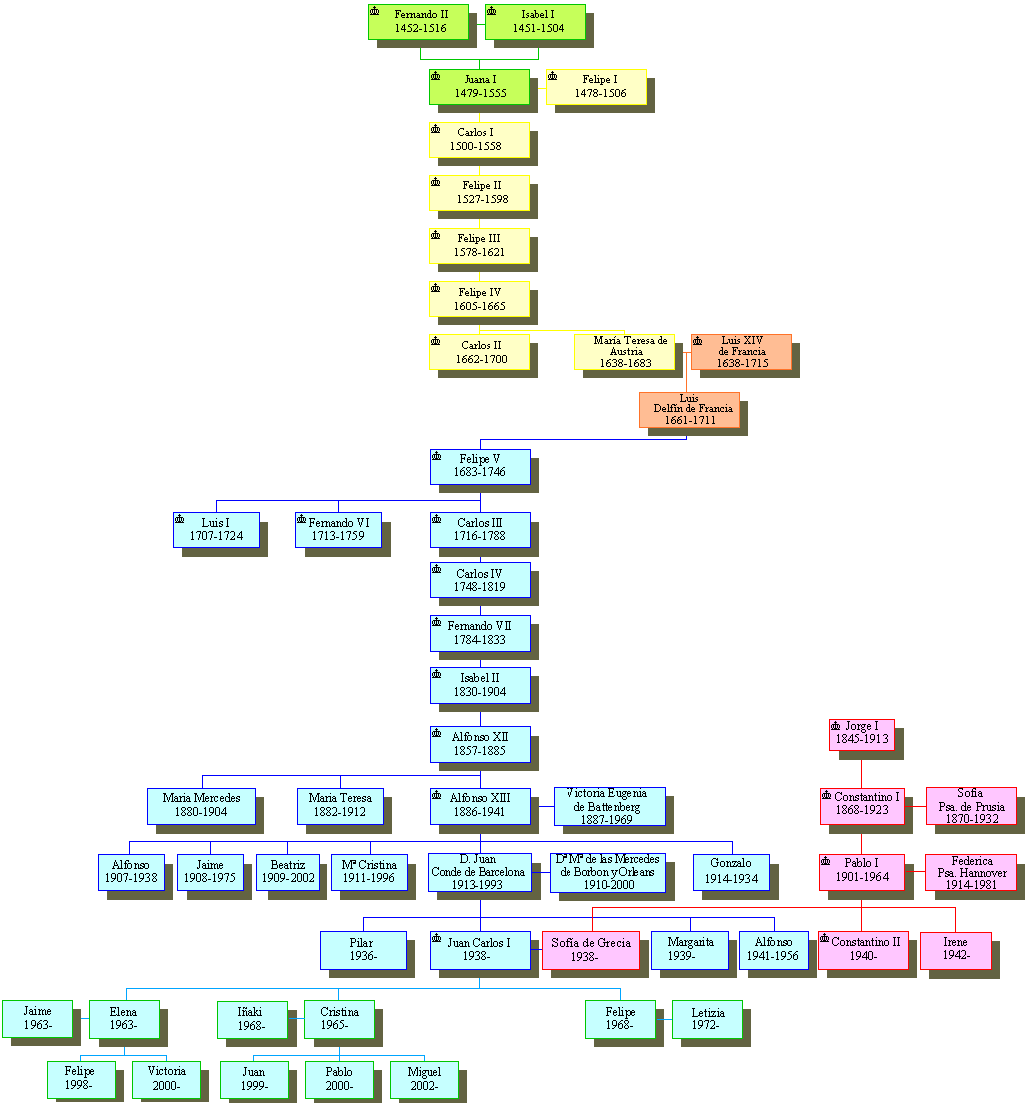 Fernando II
1452-1516
Isabel I
1451-1504
Juana I
1479-1555
Felipe I
1478-1506
Carlos I
1500-1558
Felipe II
1527-1598
Felipe III
1578-1621
Felipe IV
1605-1665
Carlos II
1662-1700
María Teresa de
Austria
1638-1683
Luis XIV
de Francia
1638-1715
Luis
Delfín de Francia
1661-1711
Felipe V
1683-1746
Luis I
1707-1724
Fernando VI
1713-1759
Carlos III
1716-1788
Carlos IV
1748-1819
Fernando VII
1784-1833
Isabel II
1830-1904
Alfonso XII
1857-1885
Jorge I
1845-1913
Maria Mercedes
1880-1904
Maria Teresa
1882-1912
Alfonso XIII
1886-1941
Victoria Eugenia
de Battenberg
1887-1969
Constantino I
1868-1923
Sofia
Psa. de Prusia
1870-1932
Alfonso
1907-1938
Jaime
1908-1975
Beatriz
1909-2002
Mª Cristina
1911-1996
D. Juan
Conde de Barcelona
1913-1993
Dª Mª de las Mercedes
de Borbon y Orleans
1910-2000
Gonzalo
1914-1934
Pablo I
1901-1964
Federica
Psa. Hannover
1914-1981
Pilar
1936-
Juan Carlos I
1938-
Sofía de Grecia
1938-
Margarita
1939-
Alfonso
1941-1956
Constantino II
1940-
Irene
1942-
Jaime
1963-
Elena
1963-
Iñaki
1968-
Cristina
1965-
Felipe
1968-
Letizia
1972-
Felipe
1998-
Victoria
2000-
Juan
1999-
Pablo
2000-
Miguel
2002-